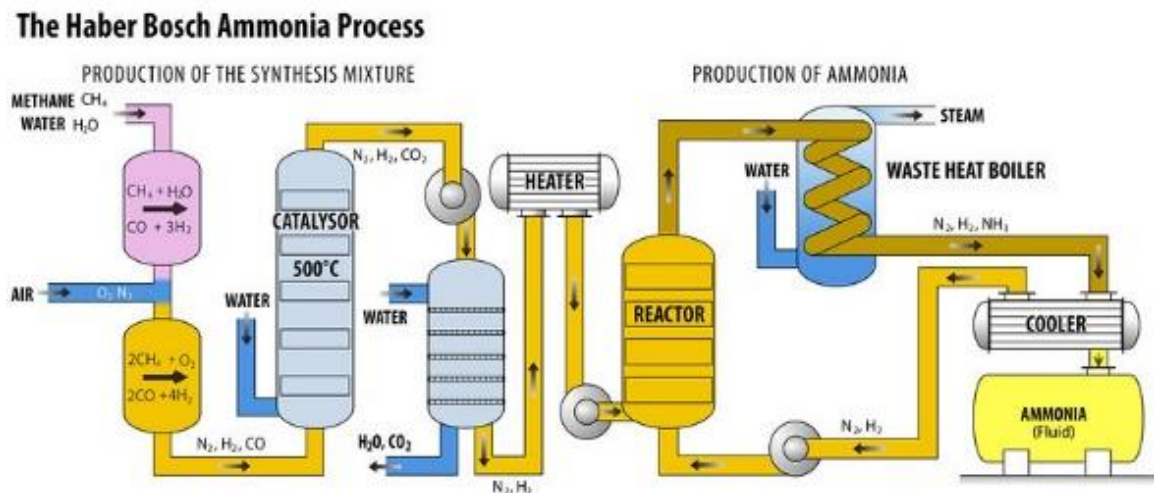 The Haber Bosch Ammonia Process
PRODUCTION OF THE SYNTHESIS MIXTURE
PRODUCTION OF AMMONIA
METHANE CH₄
WATER H₂O
CH₄ + H₂O
CO + 3H₂
AIR
O₂ N₂
2CH₄ + O₂
2CO + 4H₂
N₂, H₂, CO
WATER
CATALYSOR
500°C
N₂, H₂, CO₂
WATER
H₂O, CO₂
N₂, H₂
HEATER
REACTOR
WATER
STEAM
WASTE HEAT BOILER
N₂, H₂, NH₃
COOLER
N₂, H₂
AMMONIA
(Fluid)